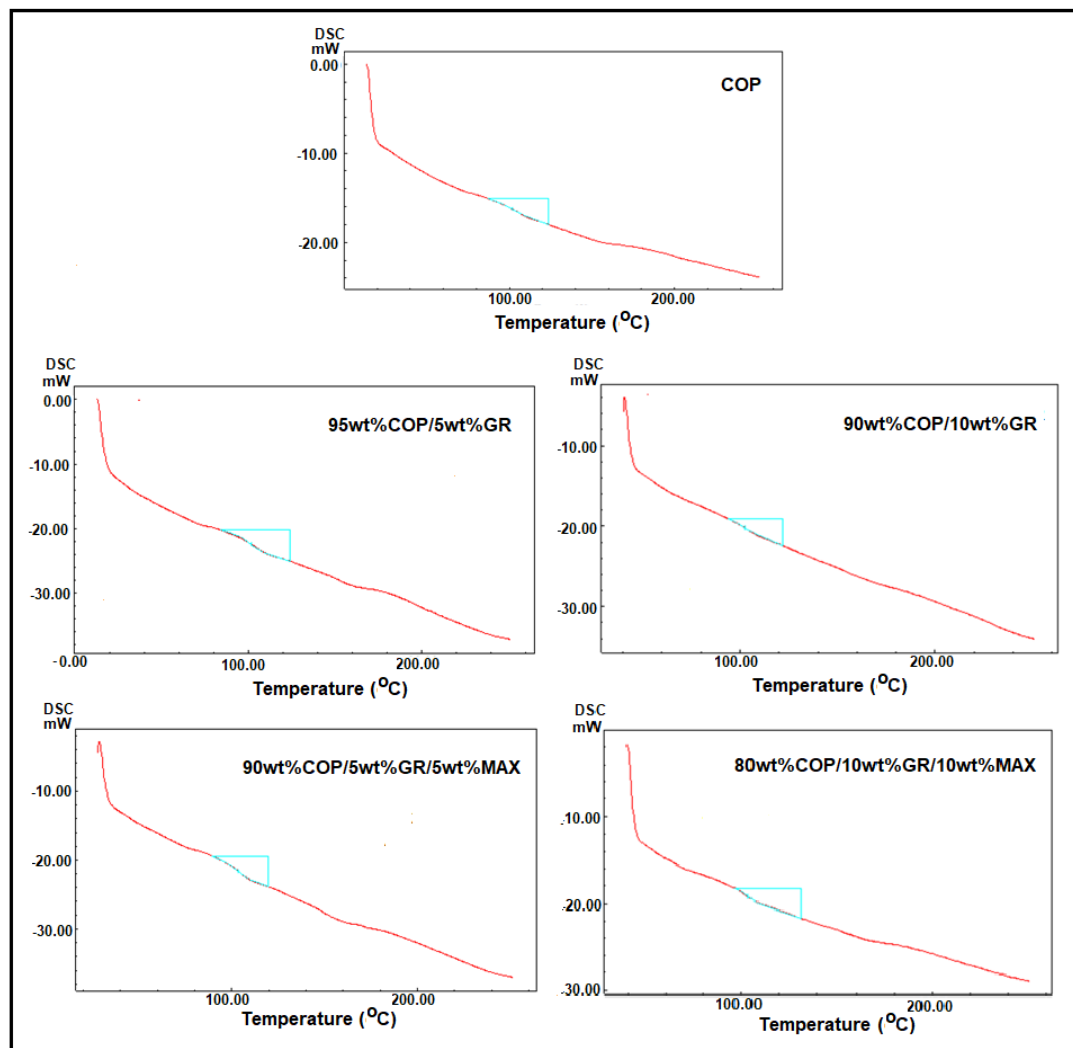 DSC
mW
0.00
COP
-10.00
-20.00
100.00 200.00
Temperature (OC)
DSC
mW
0.00
95wt%COP/5wt%GR
-10.00
-20.00
-30.00
-0.00 100.00 200.00
Temperature (OC)
DSC
mW
90wt%COP/10wt%GR
-10.00
-20.00
-30.00
100.00 200.00
Temperature (OC)
DSC
mW
90wt%COP/5wt%GR/5wt%MAX
-10.00
-20.00
-30.00
100.00 200.00
Temperature (OC)
DSC
mW
80wt%COP/10wt%GR/10wt%MAX
-10.00
-20.00
-30.00
100.00 200.00
Temperature (OC)